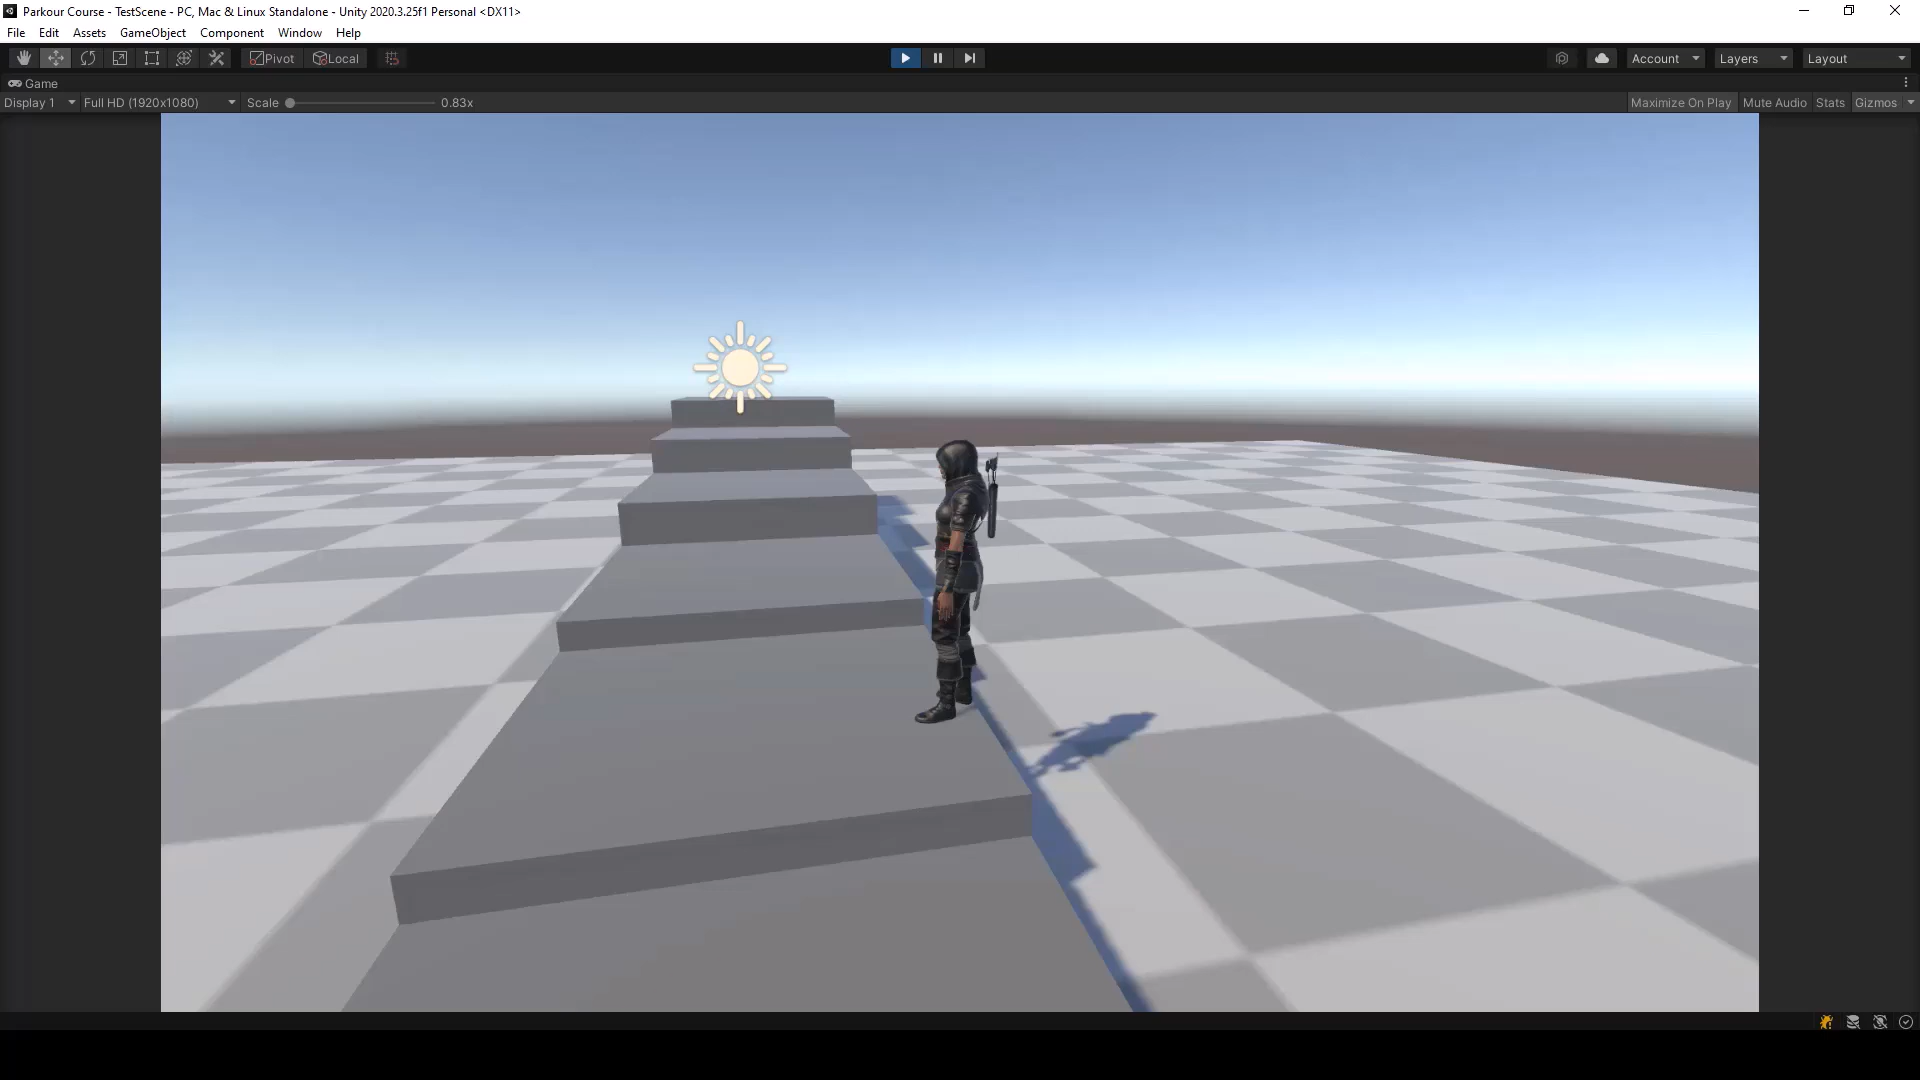 Parkour Course - TestScene - PC, Mac & Linux Standalone - Unity 2020.3.25f1 Personal <DX11>
File Edit Assets GameObject Component Window Help
Pivot Local Account Layers Layout
Game
Display 1 Full HD (1920x1080) Scale 0.83x Maximize On Play Mute Audio Stats Gizmos